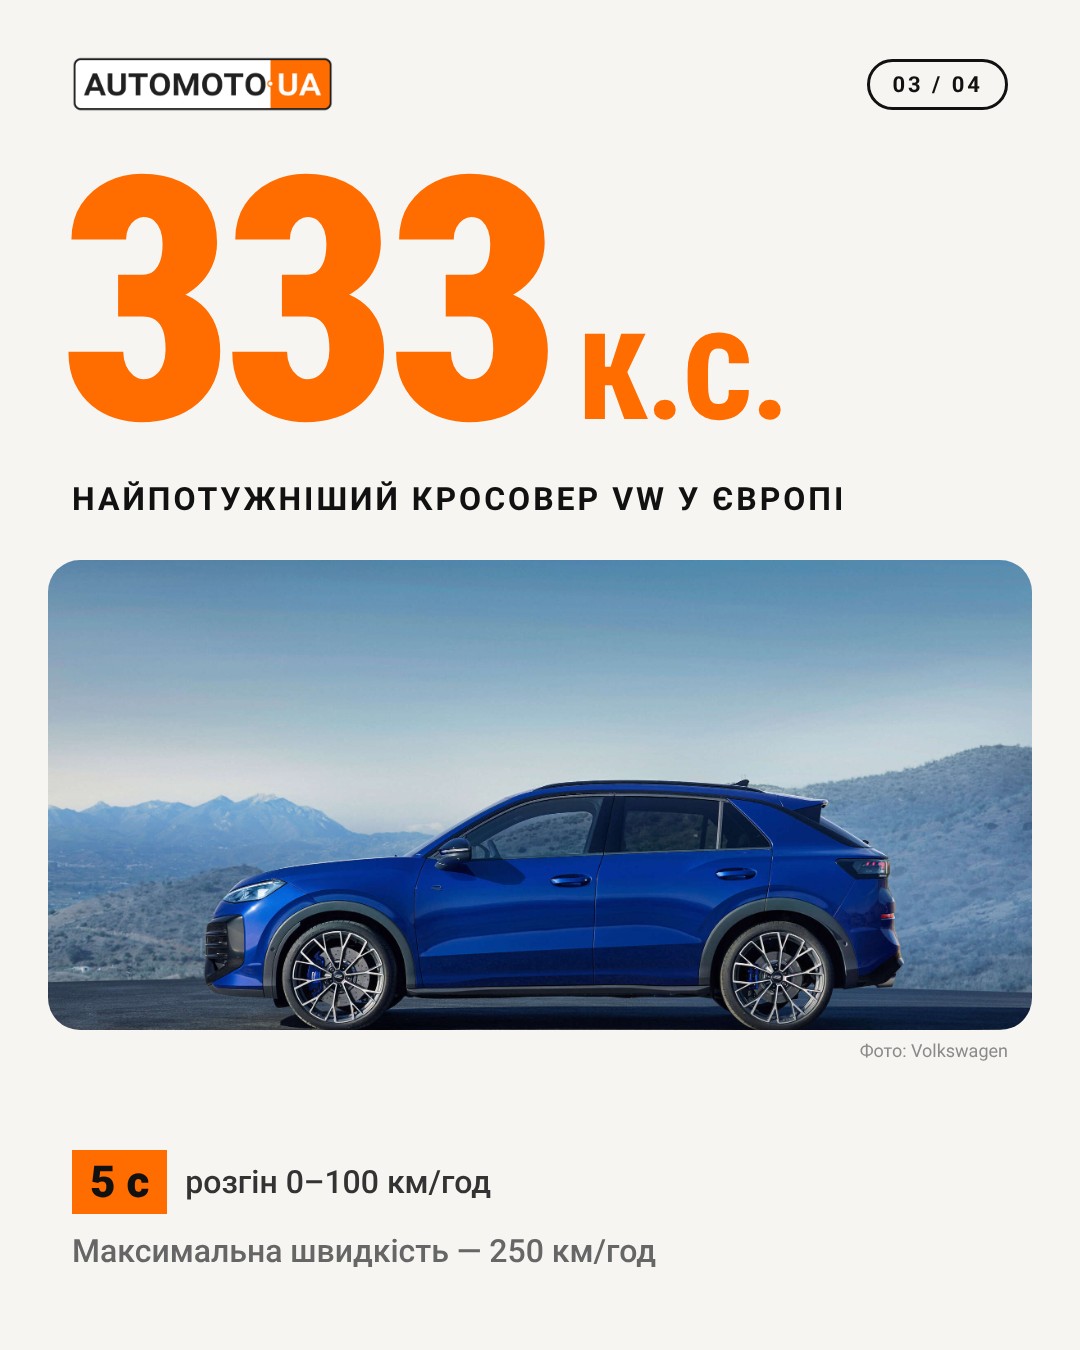 AUTOMOTO UA
03 / 04
333 К.С.
НАЙПОТУЖНІШИЙ КРОСОВЕР VW У ЄВРОПІ
Фото: Volkswagen
5 с розгін 0–100 км/год
Максимальна швидкість — 250 км/год